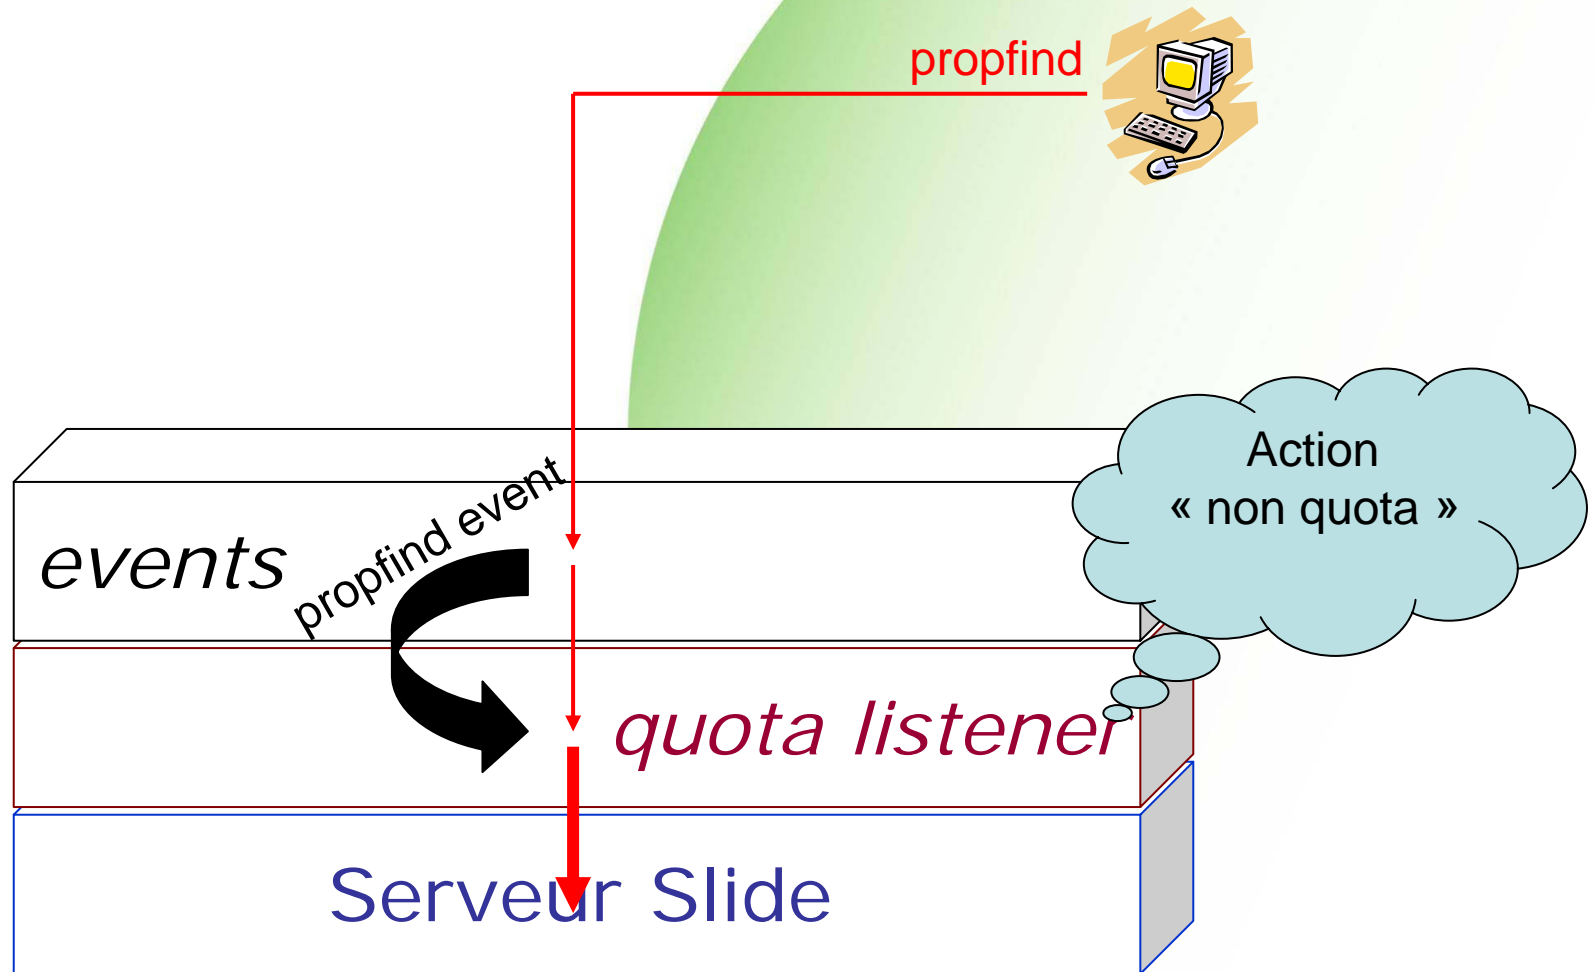 propfind
Action
« non quota »
propfind event
events
quota listener
Serveur Slide